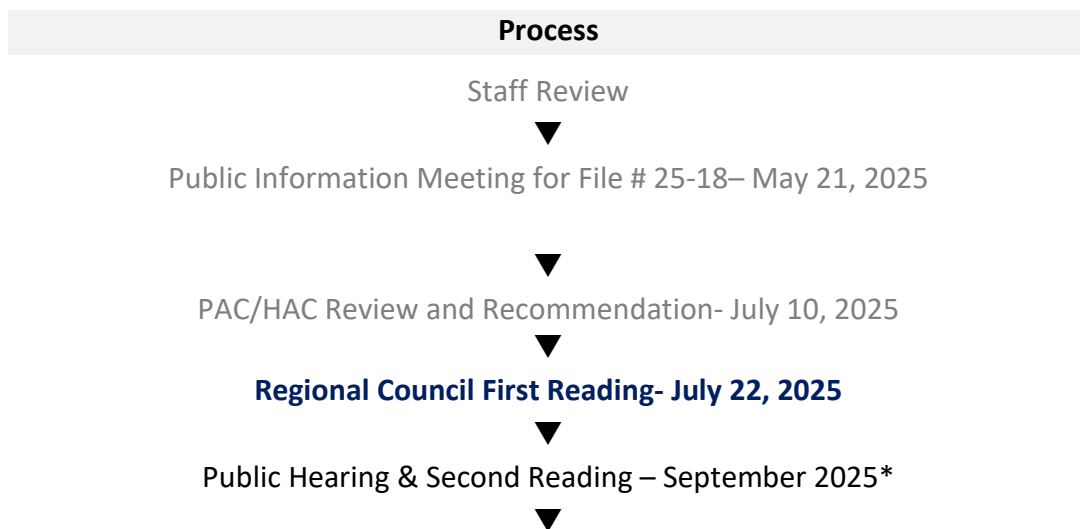 Process
Staff Review
Public Information Meeting for File # 25-18– May 21, 2025
PAC/HAC Review and Recommendation- July 10, 2025
Regional Council First Reading- July 22, 2025
Public Hearing & Second Reading – September 2025*